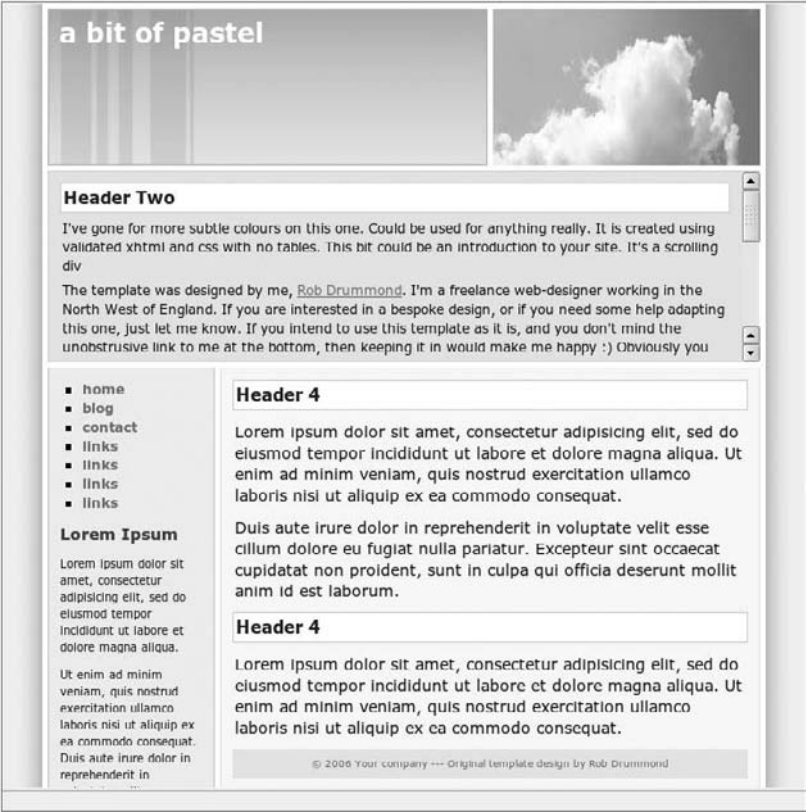 a bit of pastel
Header Two
I've gone for more subtle colours on this one. Could be used for anything really. It is created using
validated xhtml and css with no tables. This bit could be an introduction to your site. It's a scrolling
div
The template was designed by me, Rob Drummond. I'm a freelance web-designer working in the
North West of England. If you are interested in a bespoke design, or if you need some help adapting
this one, just let me know. If you intend to use this template as it is, and you don't mind the
unobstrusive link to me at the bottom, then keeping it in would make me happy :) Obviously you
home
blog
contact
links
links
links
links
Lorem Ipsum
Lorem ipsum dolor sit
amet, consectetur
adipisicing elit, sed do
eiusmod tempor
incididunt ut labore et
dolore magna aliqua.
Ut enim ad minim
veniam, quis nostrud
exercitation ullamco
laboris nisi ut aliquip ex
ea commodo consequat.
Duis aute irure dolor in
reprehenderit in
Header 4
Lorem ipsum dolor sit amet, consectetur adipisicing elit, sed do
eiusmod tempor incididunt ut labore et dolore magna aliqua. Ut
enim ad minim veniam, quis nostrud exercitation ullamco
laboris nisi ut aliquip ex ea commodo consequat.
Duis aute irure dolor in reprehenderit in voluptate velit esse
cillum dolore eu fugiat nulla pariatur. Excepteur sint occaecat
cupidatat non proident, sunt in culpa qui officia deserunt mollit
anim id est laborum.
Header 4
Lorem ipsum dolor sit amet, consectetur adipisicing elit, sed do
eiusmod tempor incididunt ut labore et dolore magna aliqua. Ut
enim ad minim veniam, quis nostrud exercitation ullamco
laboris nisi ut aliquip ex ea commodo consequat.
© 2006 Your company --- Original template design by Rob Drummond